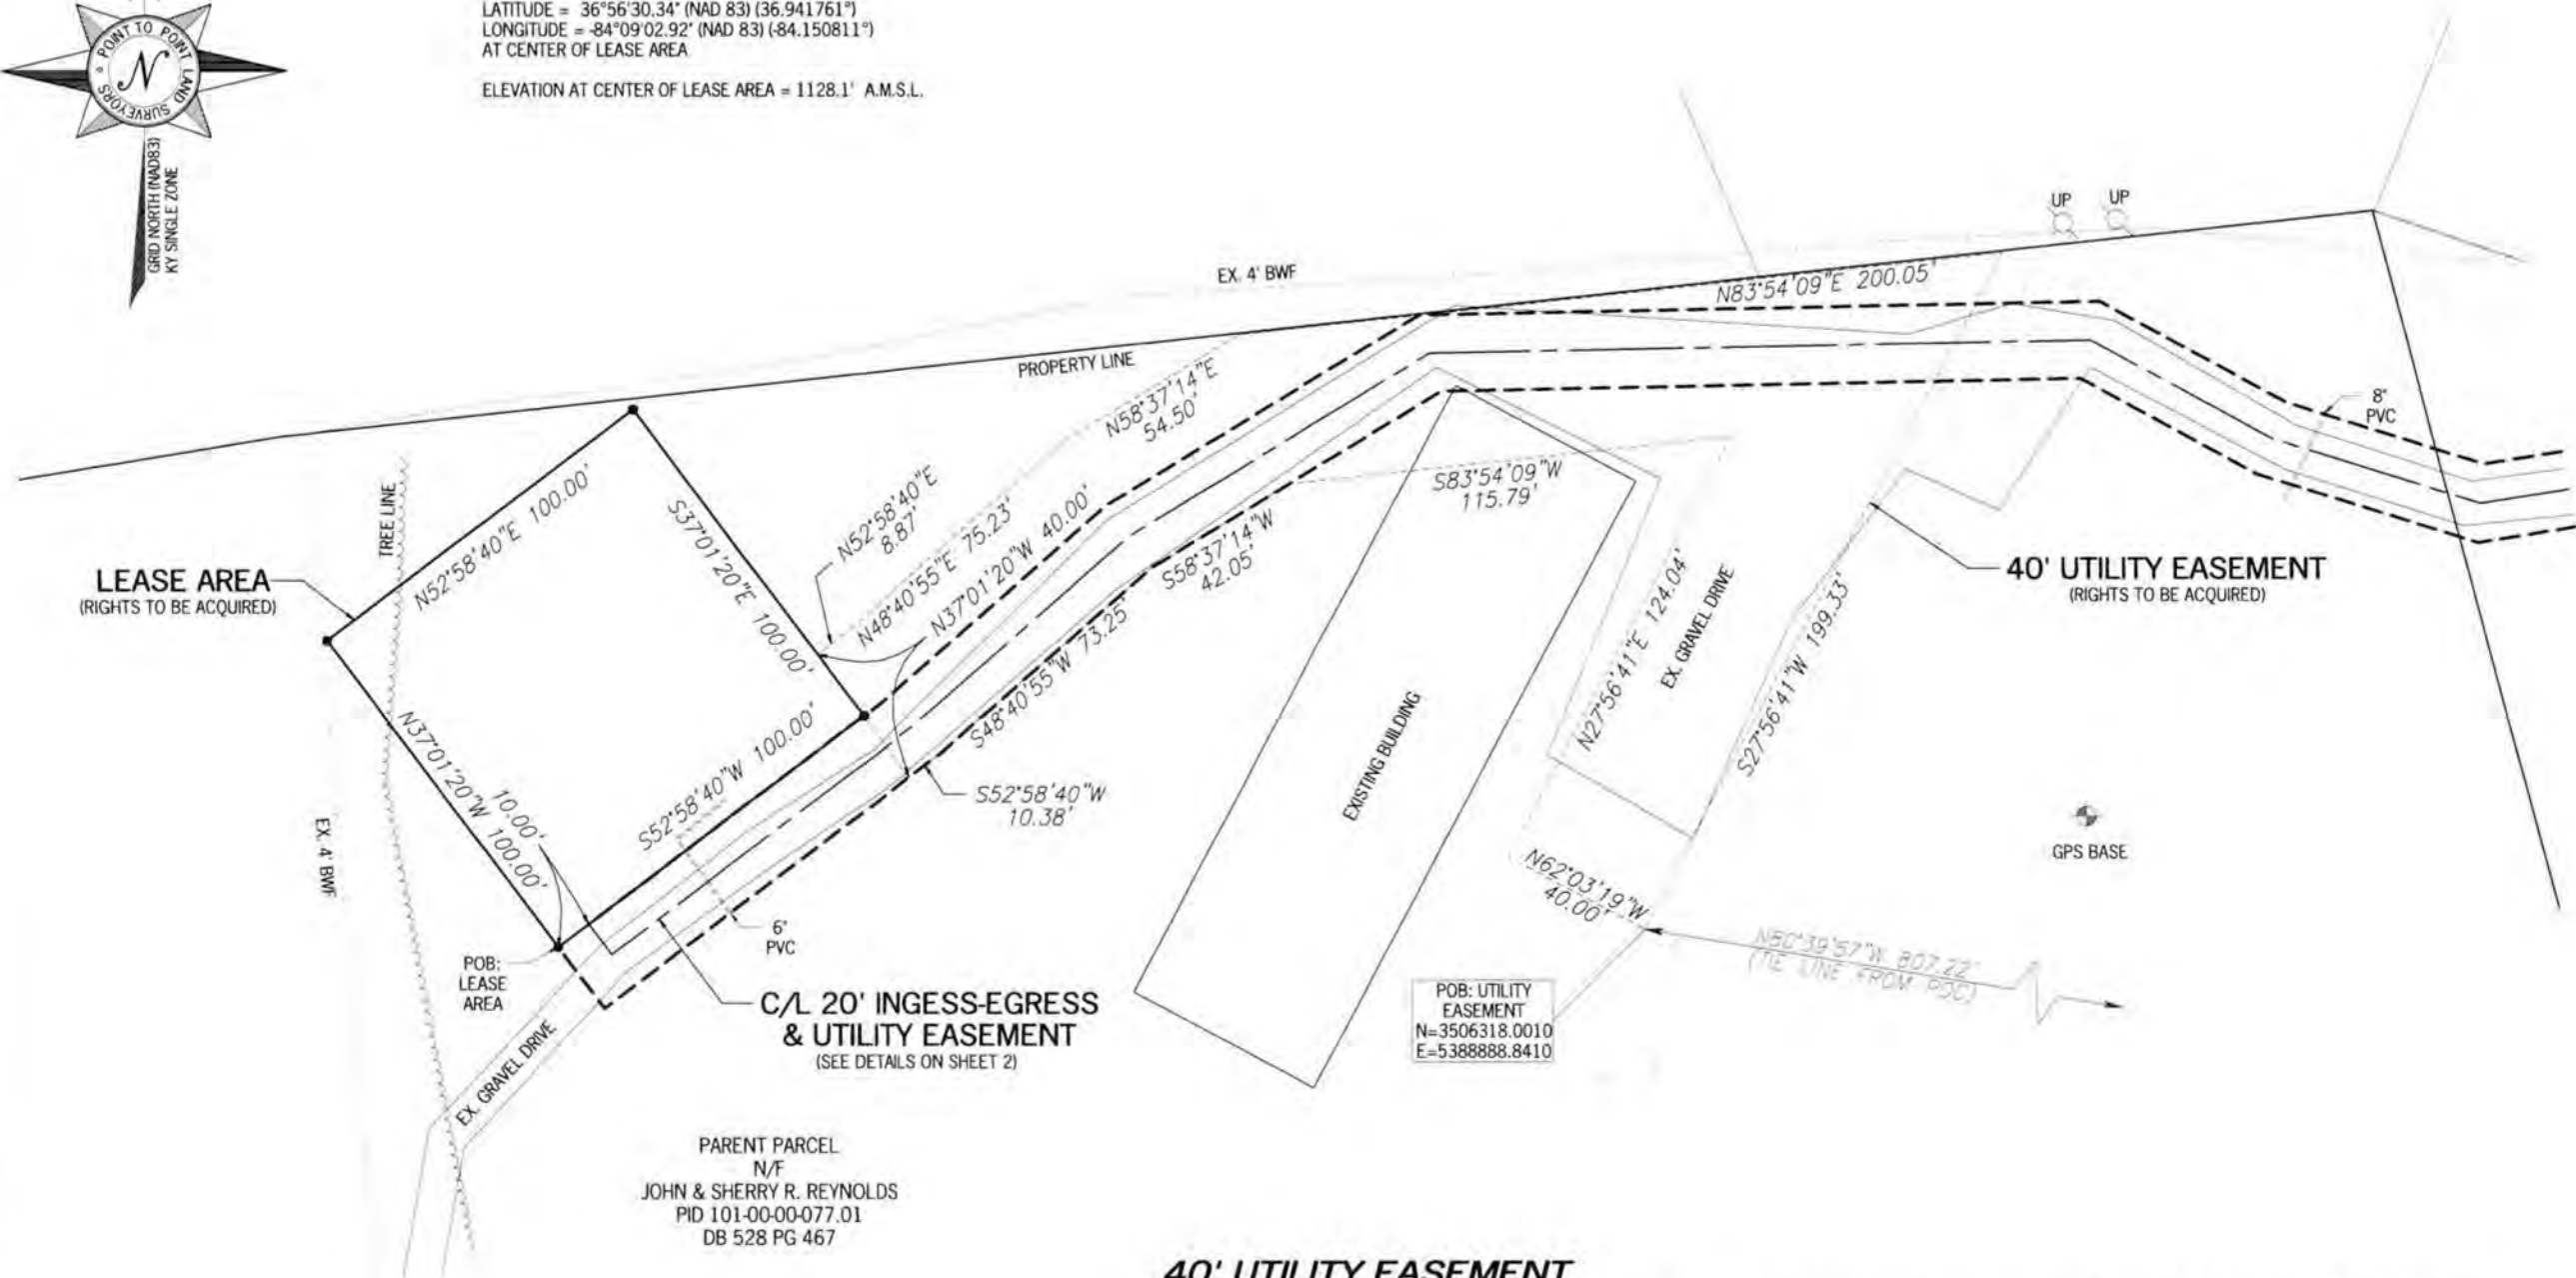 LATITUDE = 36°56'30.34" (NAD 83) (36.941761°)
LONGITUDE = -84°09'02.92" (NAD 83) (-84.150811°)
AT CENTER OF LEASE AREA
ELEVATION AT CENTER OF LEASE AREA = 1128.1' A.M.S.L.
POINT TO POINT LAND SURVEYORS
N
GRID NORTH (NAD83)
KY SINGLE ZONE
UP
UP
EX. 4' BWF
N83°54'09"E 200.05'
PROPERTY LINE
8"
PVC
N58°37'14"E
54.50'
S83°54'09"W
115.79'
TREE LINE
N52°58'40"E 100.00'
S37°01'20"E 100.00'
N52°58'40"E
8.87'
N48°40'55"E 75.23'
N37°01'20"W 40.00'
S58°37'14"W
42.05'
LEASE AREA
(RIGHTS TO BE ACQUIRED)
40' UTILITY EASEMENT
(RIGHTS TO BE ACQUIRED)
N27°56'41"E 124.04'
EX. GRAVEL DRIVE
S27°56'41"W 199.33'
S48°40'55"W 73.25'
N37°01'20"W 100.00'
10.00'
S52°58'40"W 100.00'
EXISTING BUILDING
S52°58'40"W
10.38'
EX. 4' BWF
GPS BASE
N62°03'19"W
40.00'
6"
PVC
N80°39'57"W 807.22'
(TIE LINE FROM POC)
POB:
LEASE
AREA
C/L 20' INGESS-EGRESS
& UTILITY EASEMENT
(SEE DETAILS ON SHEET 2)
POB: UTILITY
EASEMENT
N=3506318.0010
E=5388888.8410
EX. GRAVEL DRIVE
PARENT PARCEL
N/F
JOHN & SHERRY R. REYNOLDS
PID 101-00-00-077.01
DB 528 PG 467
40' UTILITY EASEMENT